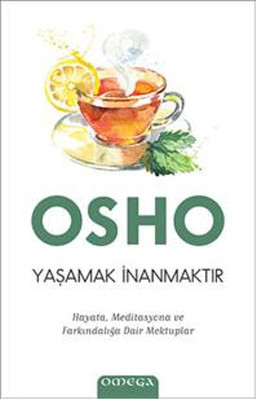 OSHO
YAŞAMAK İNANMAKTIR
Hayata, Meditasyona ve
Farkındalığa Dair Mektuplar
OMEGA